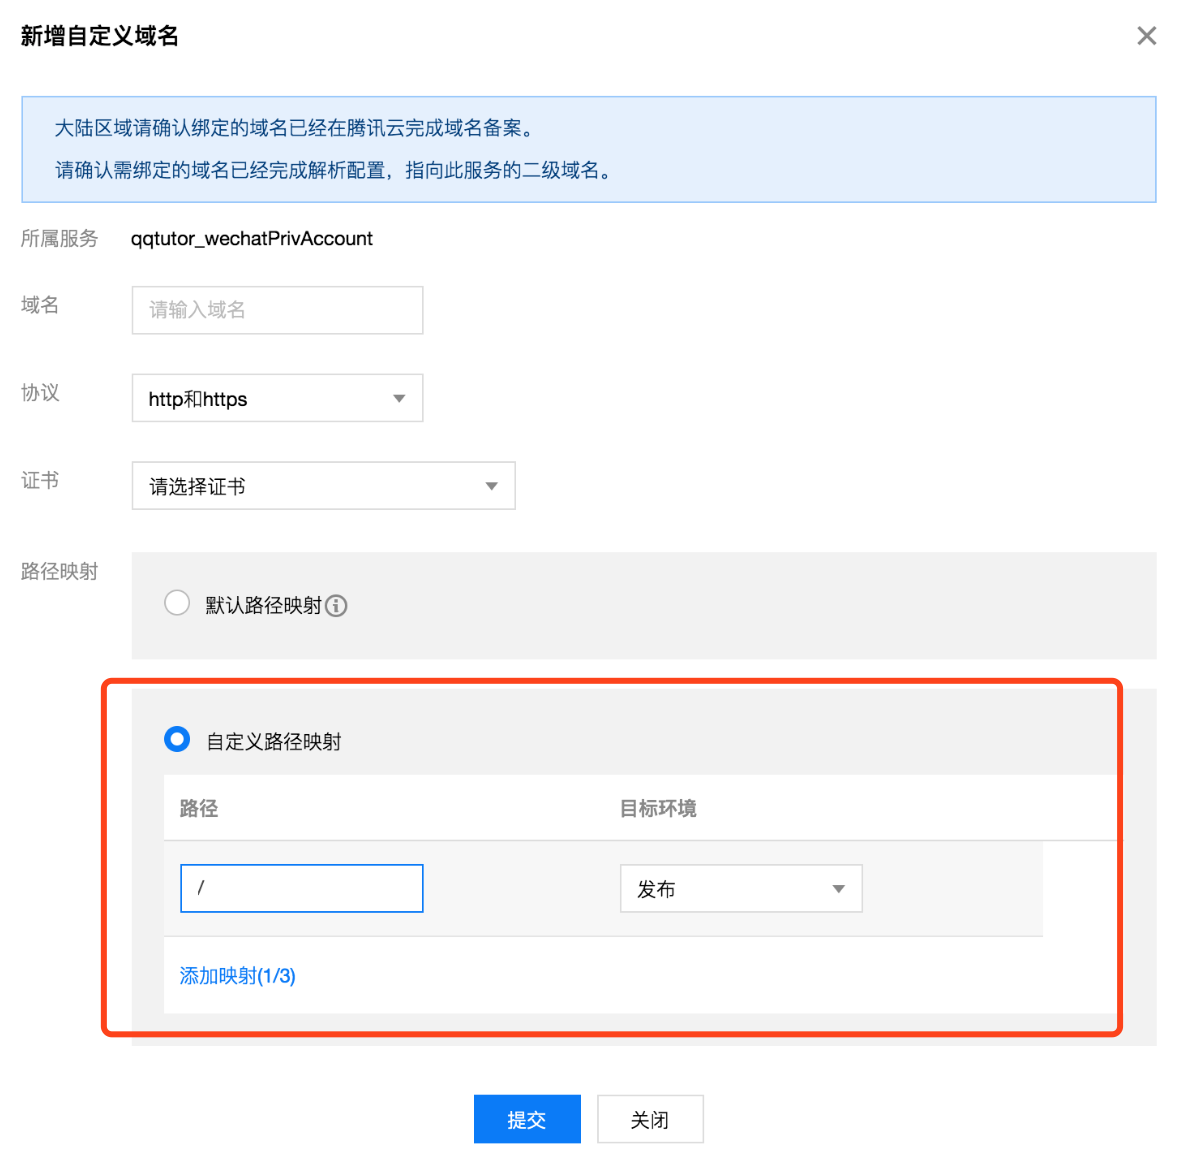 新增自定义域名
大陆区域请确认绑定的域名已经在腾讯云完成域名备案。
请确认需绑定的域名已经完成解析配置，指向此服务的二级域名。
所属服务 qqtutor_wechatPrivAccount
域名 请输入域名
协议 http和https
证书 请选择证书
路径映射 默认路径映射
自定义路径映射
路径 目标环境
/ 发布
添加映射(1/3)
提交 关闭